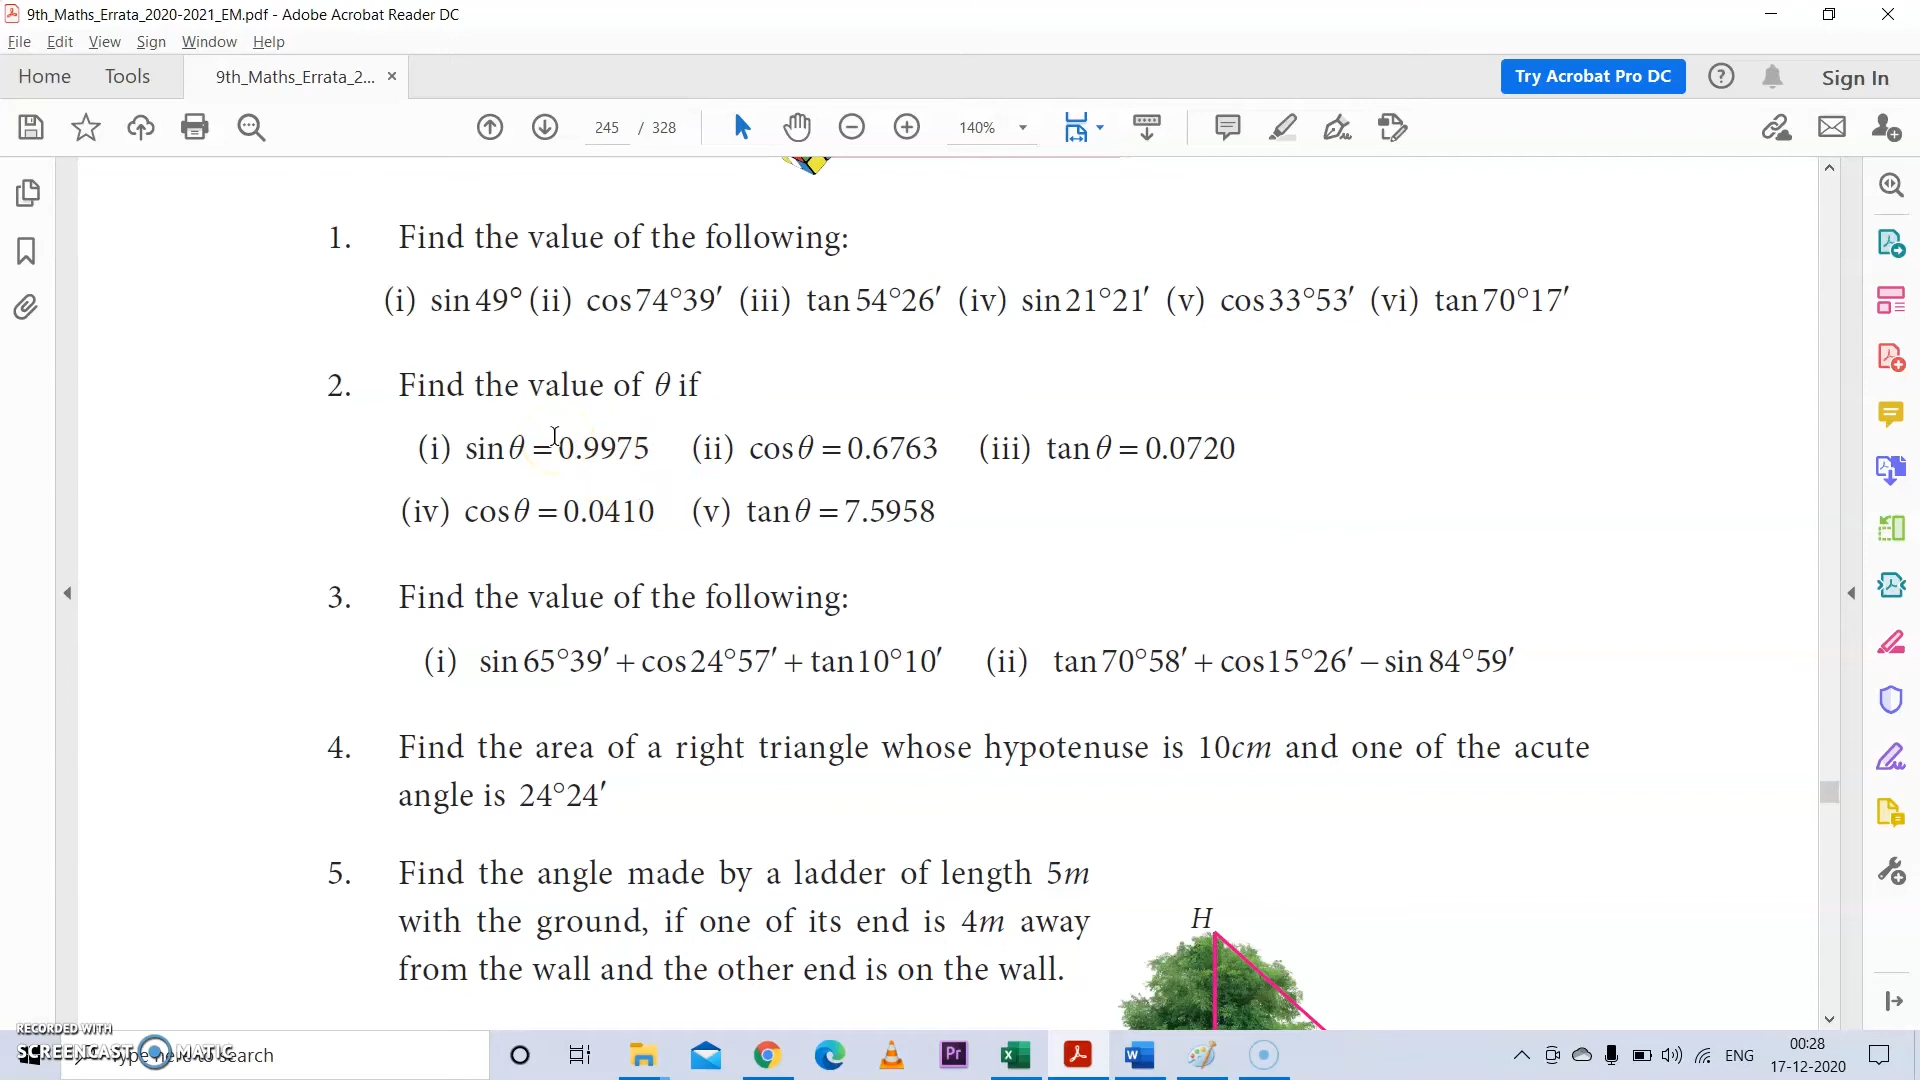 9th_Maths_Errata_2020-2021_EM.pdf - Adobe Acrobat Reader DC
File Edit View Sign Window Help
Home Tools 9th_Maths_Errata_2... × Try Acrobat Pro DC ? Sign In
245 / 328 140%
1. Find the value of the following:
(i) sin 49° (ii) cos 74°39′ (iii) tan 54°26′ (iv) sin 21°21′ (v) cos 33°53′ (vi) tan 70°17′
2. Find the value of θ if
(i) sin θ = 0.9975 (ii) cos θ = 0.6763 (iii) tan θ = 0.0720
(iv) cos θ = 0.0410 (v) tan θ = 7.5958
3. Find the value of the following:
(i) sin 65°39′ + cos 24°57′ + tan 10°10′ (ii) tan 70°58′ + cos 15°26′ − sin 84°59′
4. Find the area of a right triangle whose hypotenuse is 10cm and one of the acute
angle is 24°24′
5. Find the angle made by a ladder of length 5m
with the ground, if one of its end is 4m away
from the wall and the other end is on the wall.
H
RECORDED WITH
SCREENCAST MATIC
Type here to search
Pr
ENG
00:28
17-12-2020